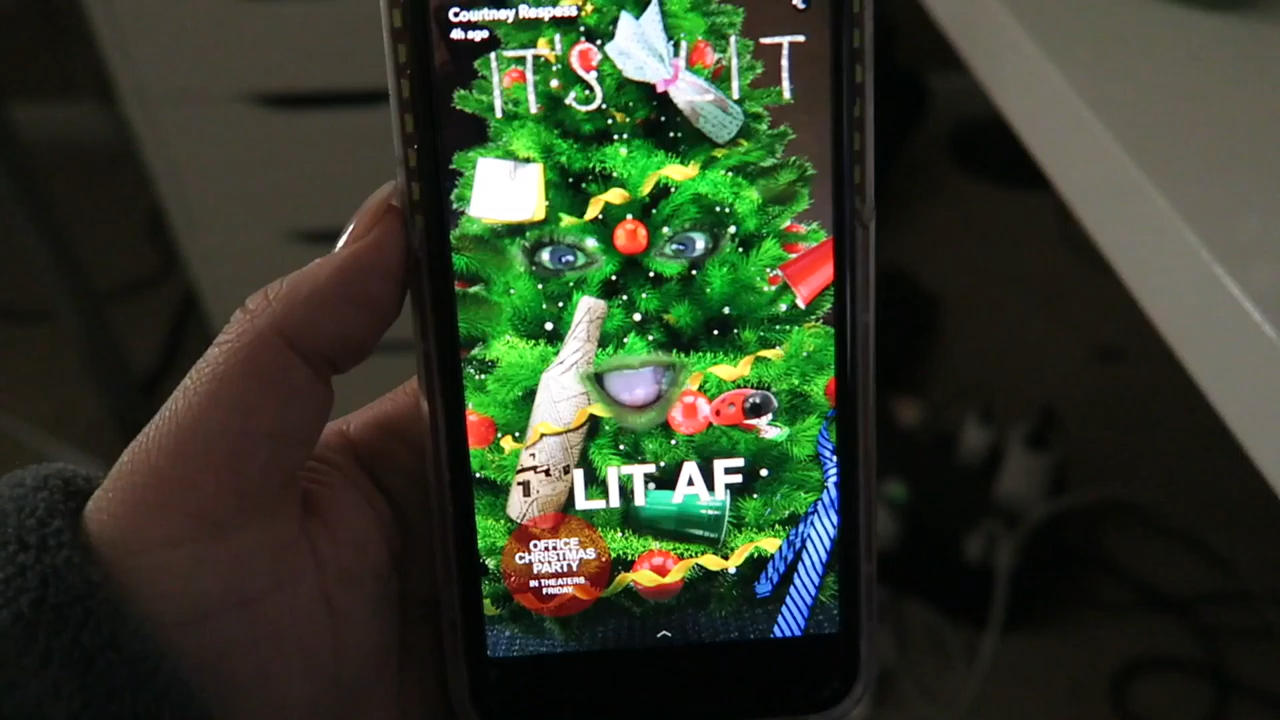 Courtney Respess✨
4h ago
IT'S LIT
LIT AF
OFFICE
CHRISTMAS
PARTY
IN THEATERS
FRIDAY